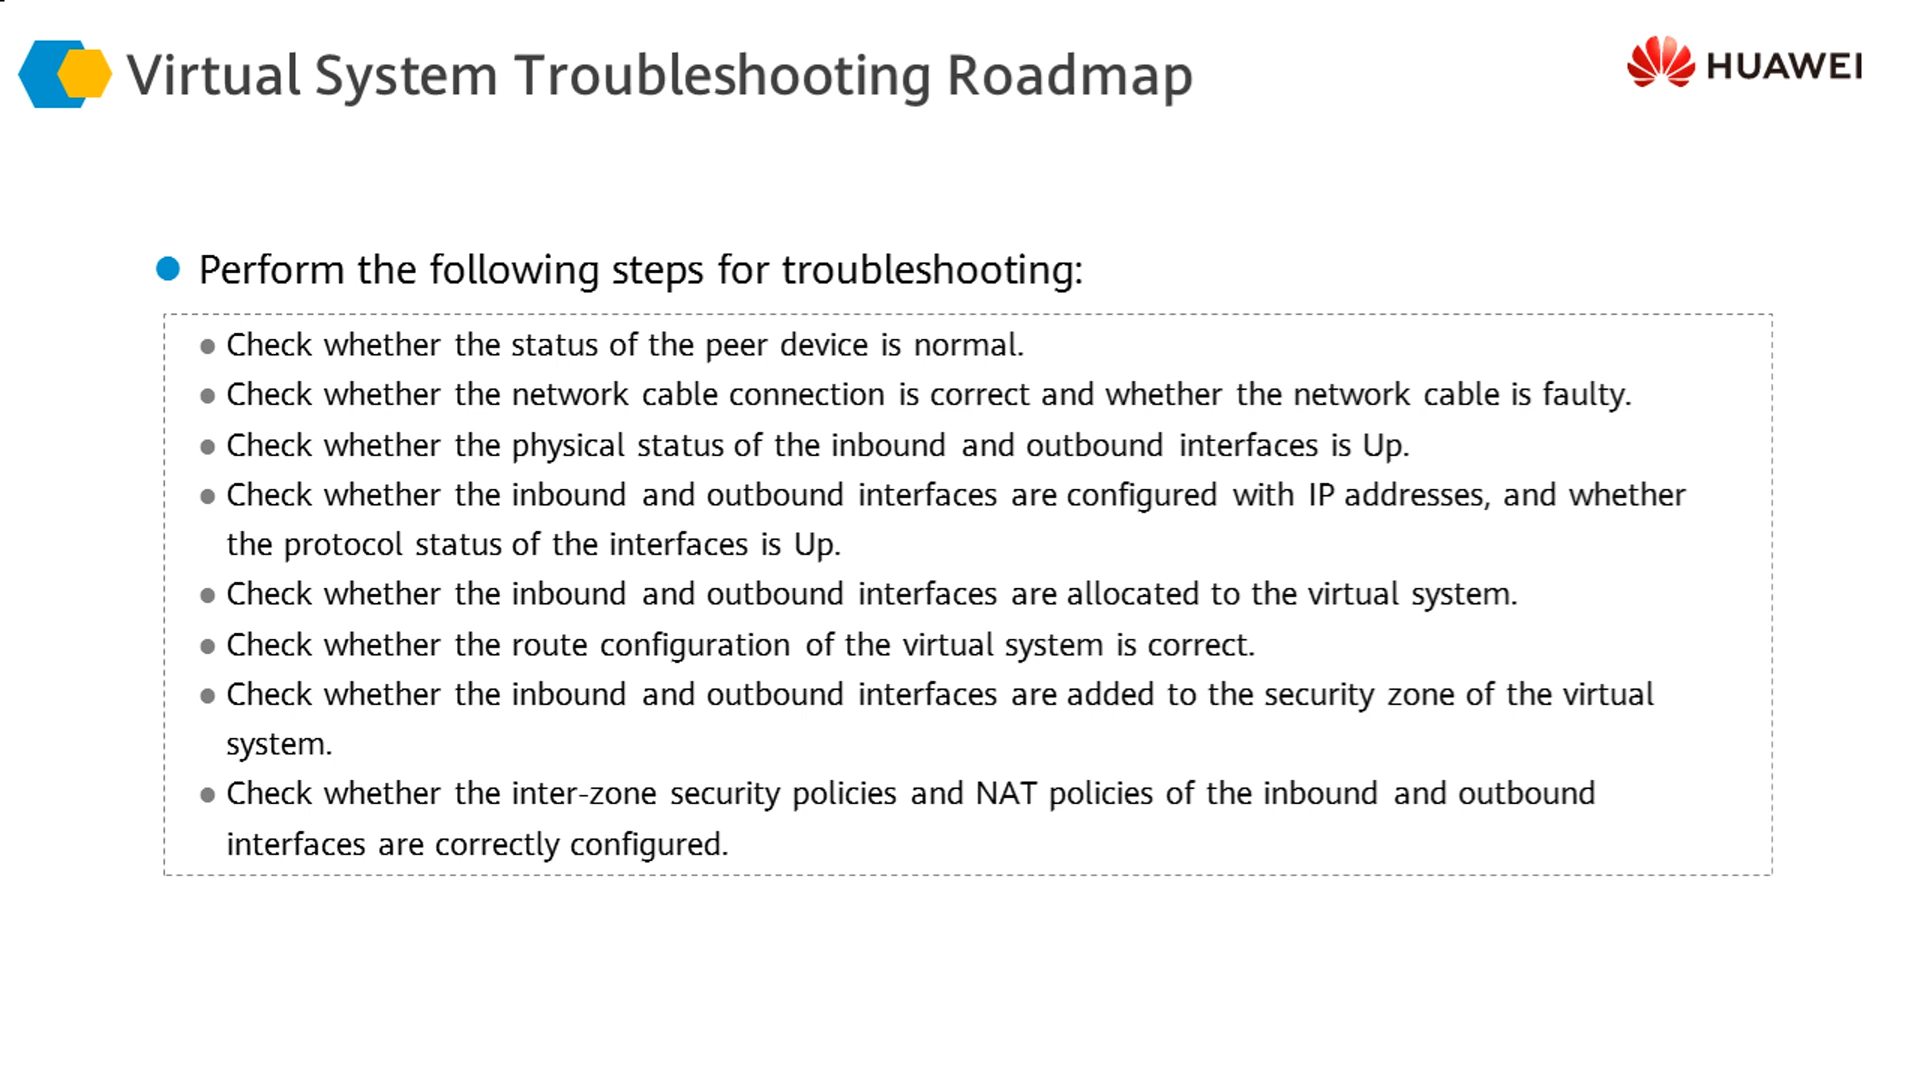 Virtual System Troubleshooting Roadmap
HUAWEI
Perform the following steps for troubleshooting:
Check whether the status of the peer device is normal.
Check whether the network cable connection is correct and whether the network cable is faulty.
Check whether the physical status of the inbound and outbound interfaces is Up.
Check whether the inbound and outbound interfaces are configured with IP addresses, and whether
the protocol status of the interfaces is Up.
Check whether the inbound and outbound interfaces are allocated to the virtual system.
Check whether the route configuration of the virtual system is correct.
Check whether the inbound and outbound interfaces are added to the security zone of the virtual
system.
Check whether the inter-zone security policies and NAT policies of the inbound and outbound
interfaces are correctly configured.